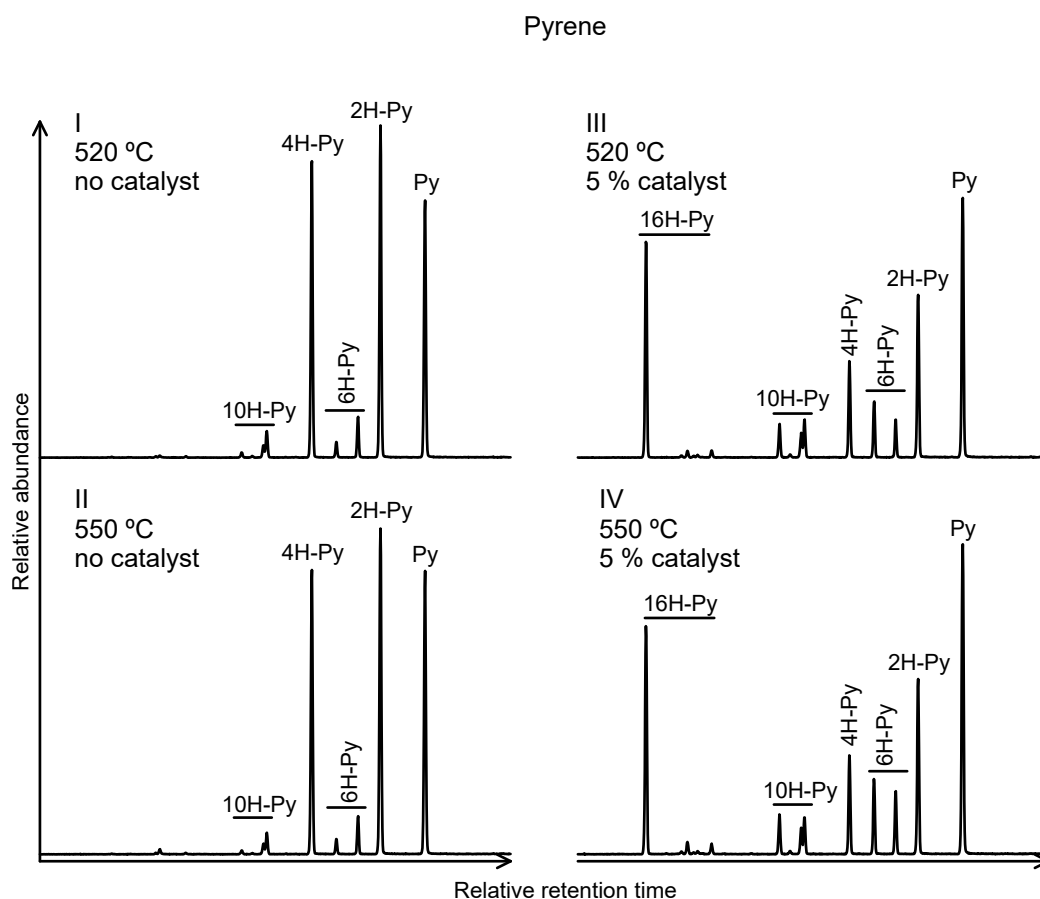 Pyrene
I
520 ºC
no catalyst
10H-Py
4H-Py
6H-Py
2H-Py
Py
III
520 ºC
5 % catalyst
16H-Py
10H-Py
4H-Py
6H-Py
2H-Py
Py
II
550 ºC
no catalyst
10H-Py
4H-Py
6H-Py
2H-Py
Py
IV
550 ºC
5 % catalyst
16H-Py
10H-Py
4H-Py
6H-Py
2H-Py
Py
Relative abundance
Relative retention time